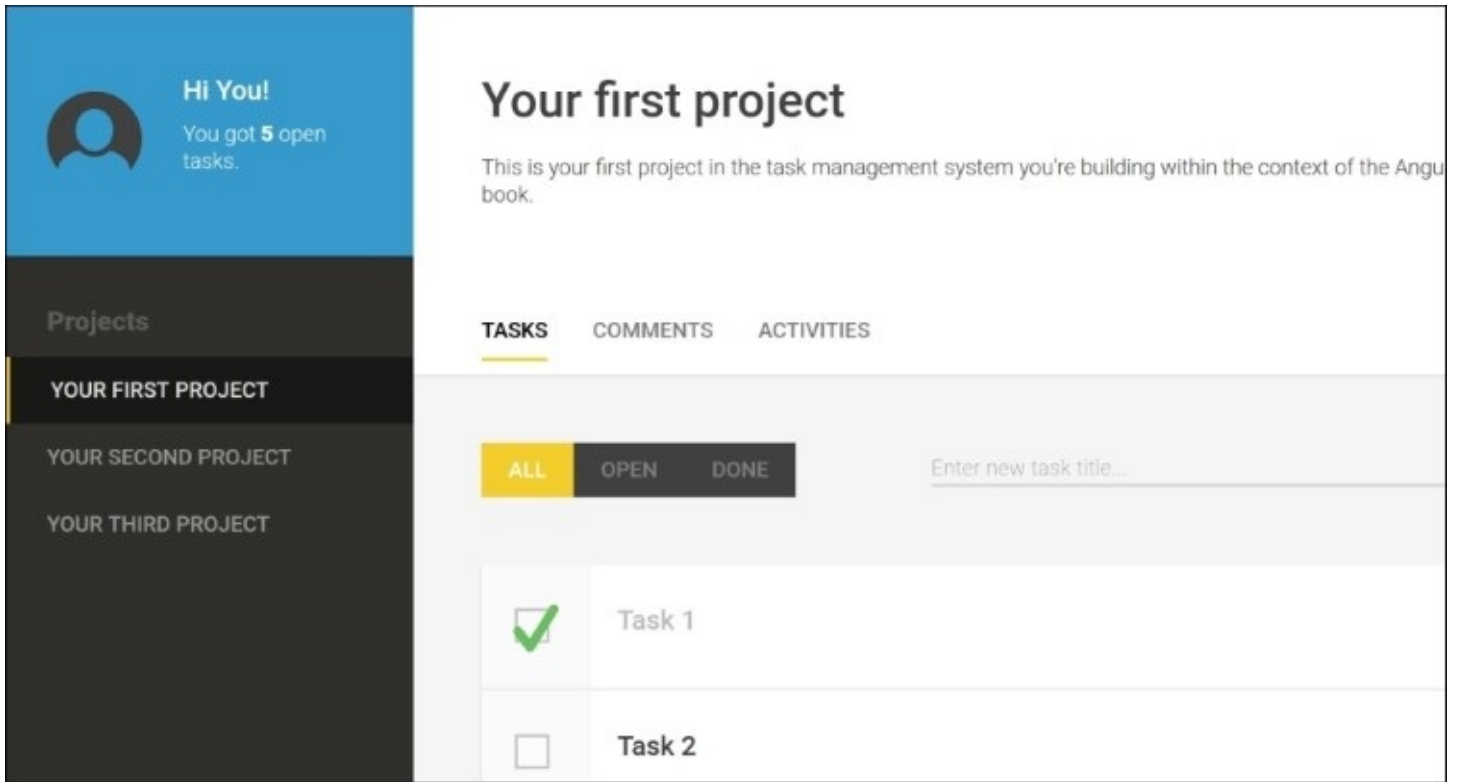 Hi You!
You got 5 open
tasks.
Projects
YOUR FIRST PROJECT
YOUR SECOND PROJECT
YOUR THIRD PROJECT
Your first project
This is your first project in the task management system you're building within the context of the Angu
book.
TASKS COMMENTS ACTIVITIES
ALL OPEN DONE Enter new task title...
Task 1
Task 2